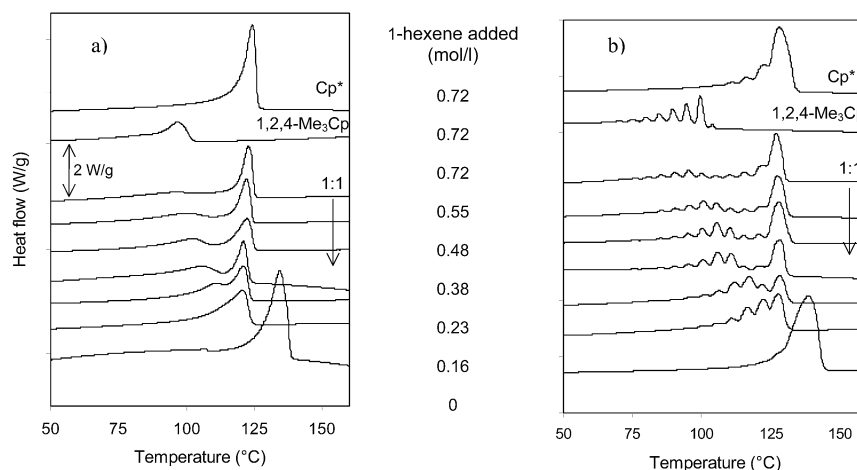 a)
Cp*
1,2,4-Me₃Cp
2 W/g
1:1
Heat flow (W/g)
50
75
100
125
150
Temperature (°C)
1-hexene added
(mol/l)
0.72
0.72
0.72
0.55
0.48
0.38
0.23
0.16
0
b)
Cp*
1,2,4-Me₃Cp
1:1
50
75
100
125
150
Temperature (°C)